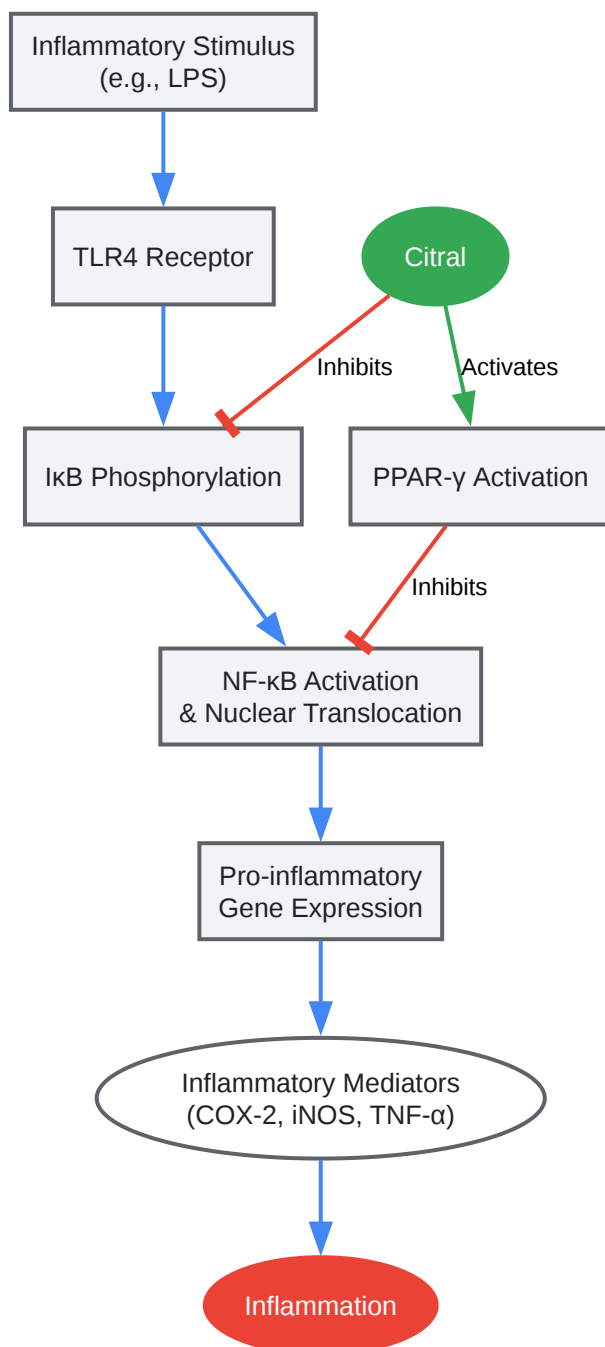 Inflammatory Stimulus
(e.g., LPS)
TLR4 Receptor
Citral
Inhibits
Activates
IκB Phosphorylation
PPAR-γ Activation
Inhibits
NF-κB Activation
& Nuclear Translocation
Pro-inflammatory
Gene Expression
Inflammatory Mediators
(COX-2, iNOS, TNF-α)
Inflammation